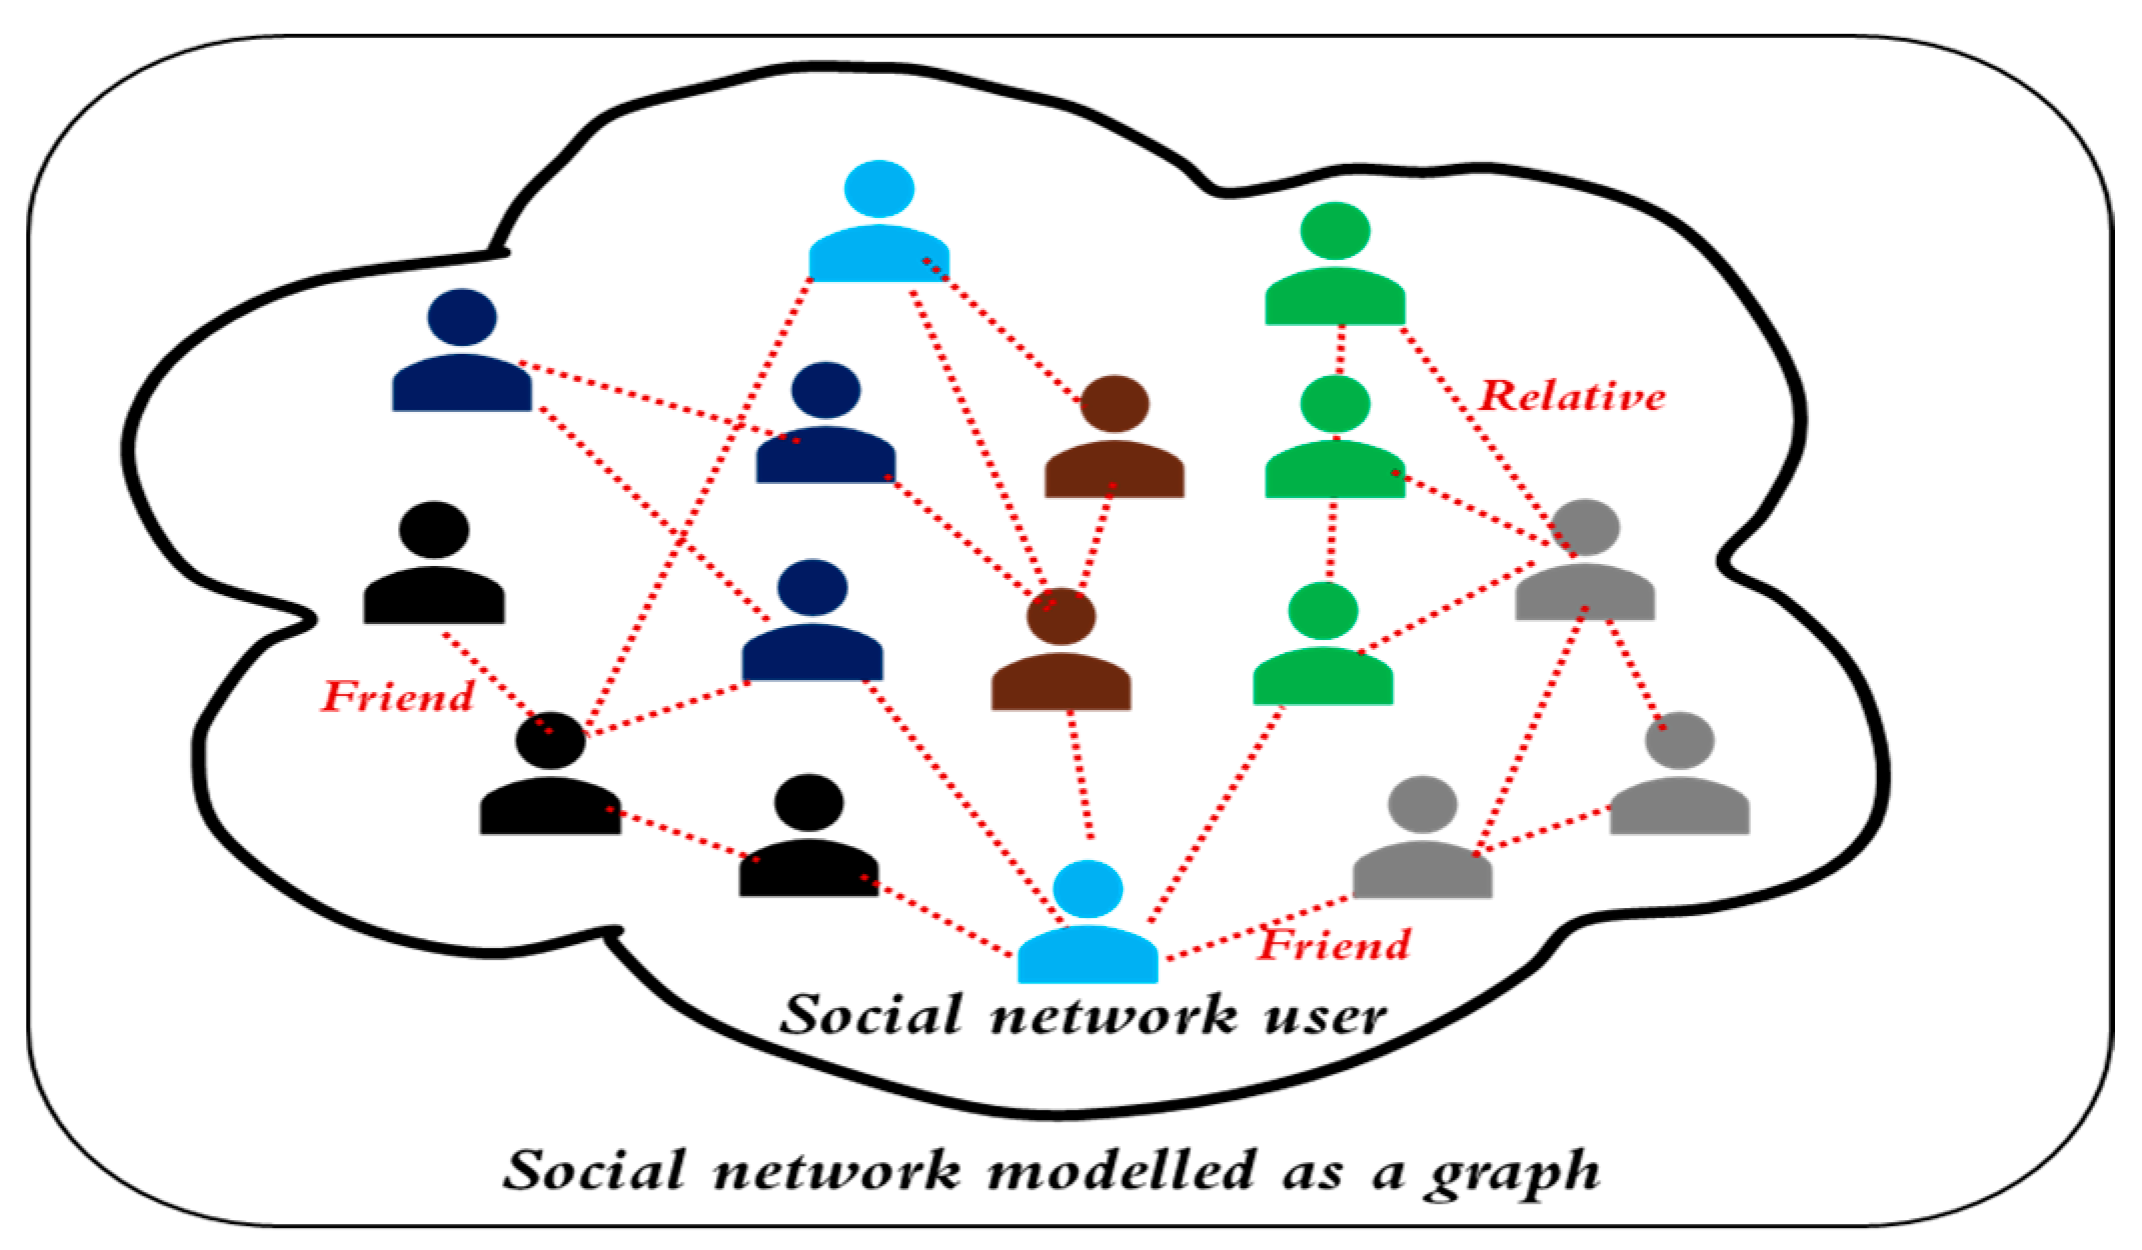 Relative
Friend
Friend
Social network user
Social network modelled as a graph